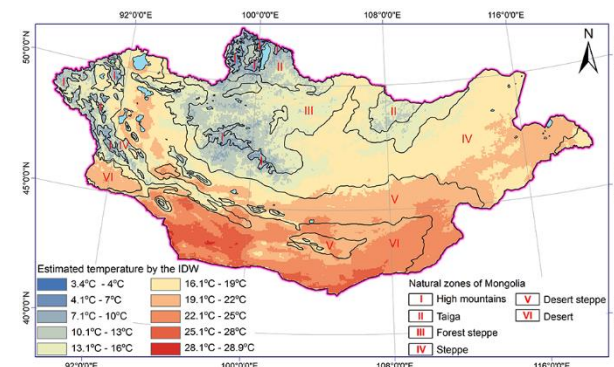 92°0'0"E 100°0'0"E 108°0'0"E 116°0'0"E
50°0'0"N
45°0'0"N
40°0'0"N
N
I II III II IV
VI V V VI
Estimated temperature by the IDW
3.4°C - 4°C
4.1°C - 7°C
7.1°C - 10°C
10.1°C - 13°C
13.1°C - 16°C
16.1°C - 19°C
19.1°C - 22°C
22.1°C - 25°C
25.1°C - 28°C
28.1°C - 28.9°C
Natural zones of Mongolia
I High mountains
II Taiga
III Forest steppe
IV Steppe
V Desert steppe
VI Desert
92°0'0"E 100°0'0"E 108°0'0"E 116°0'0"E